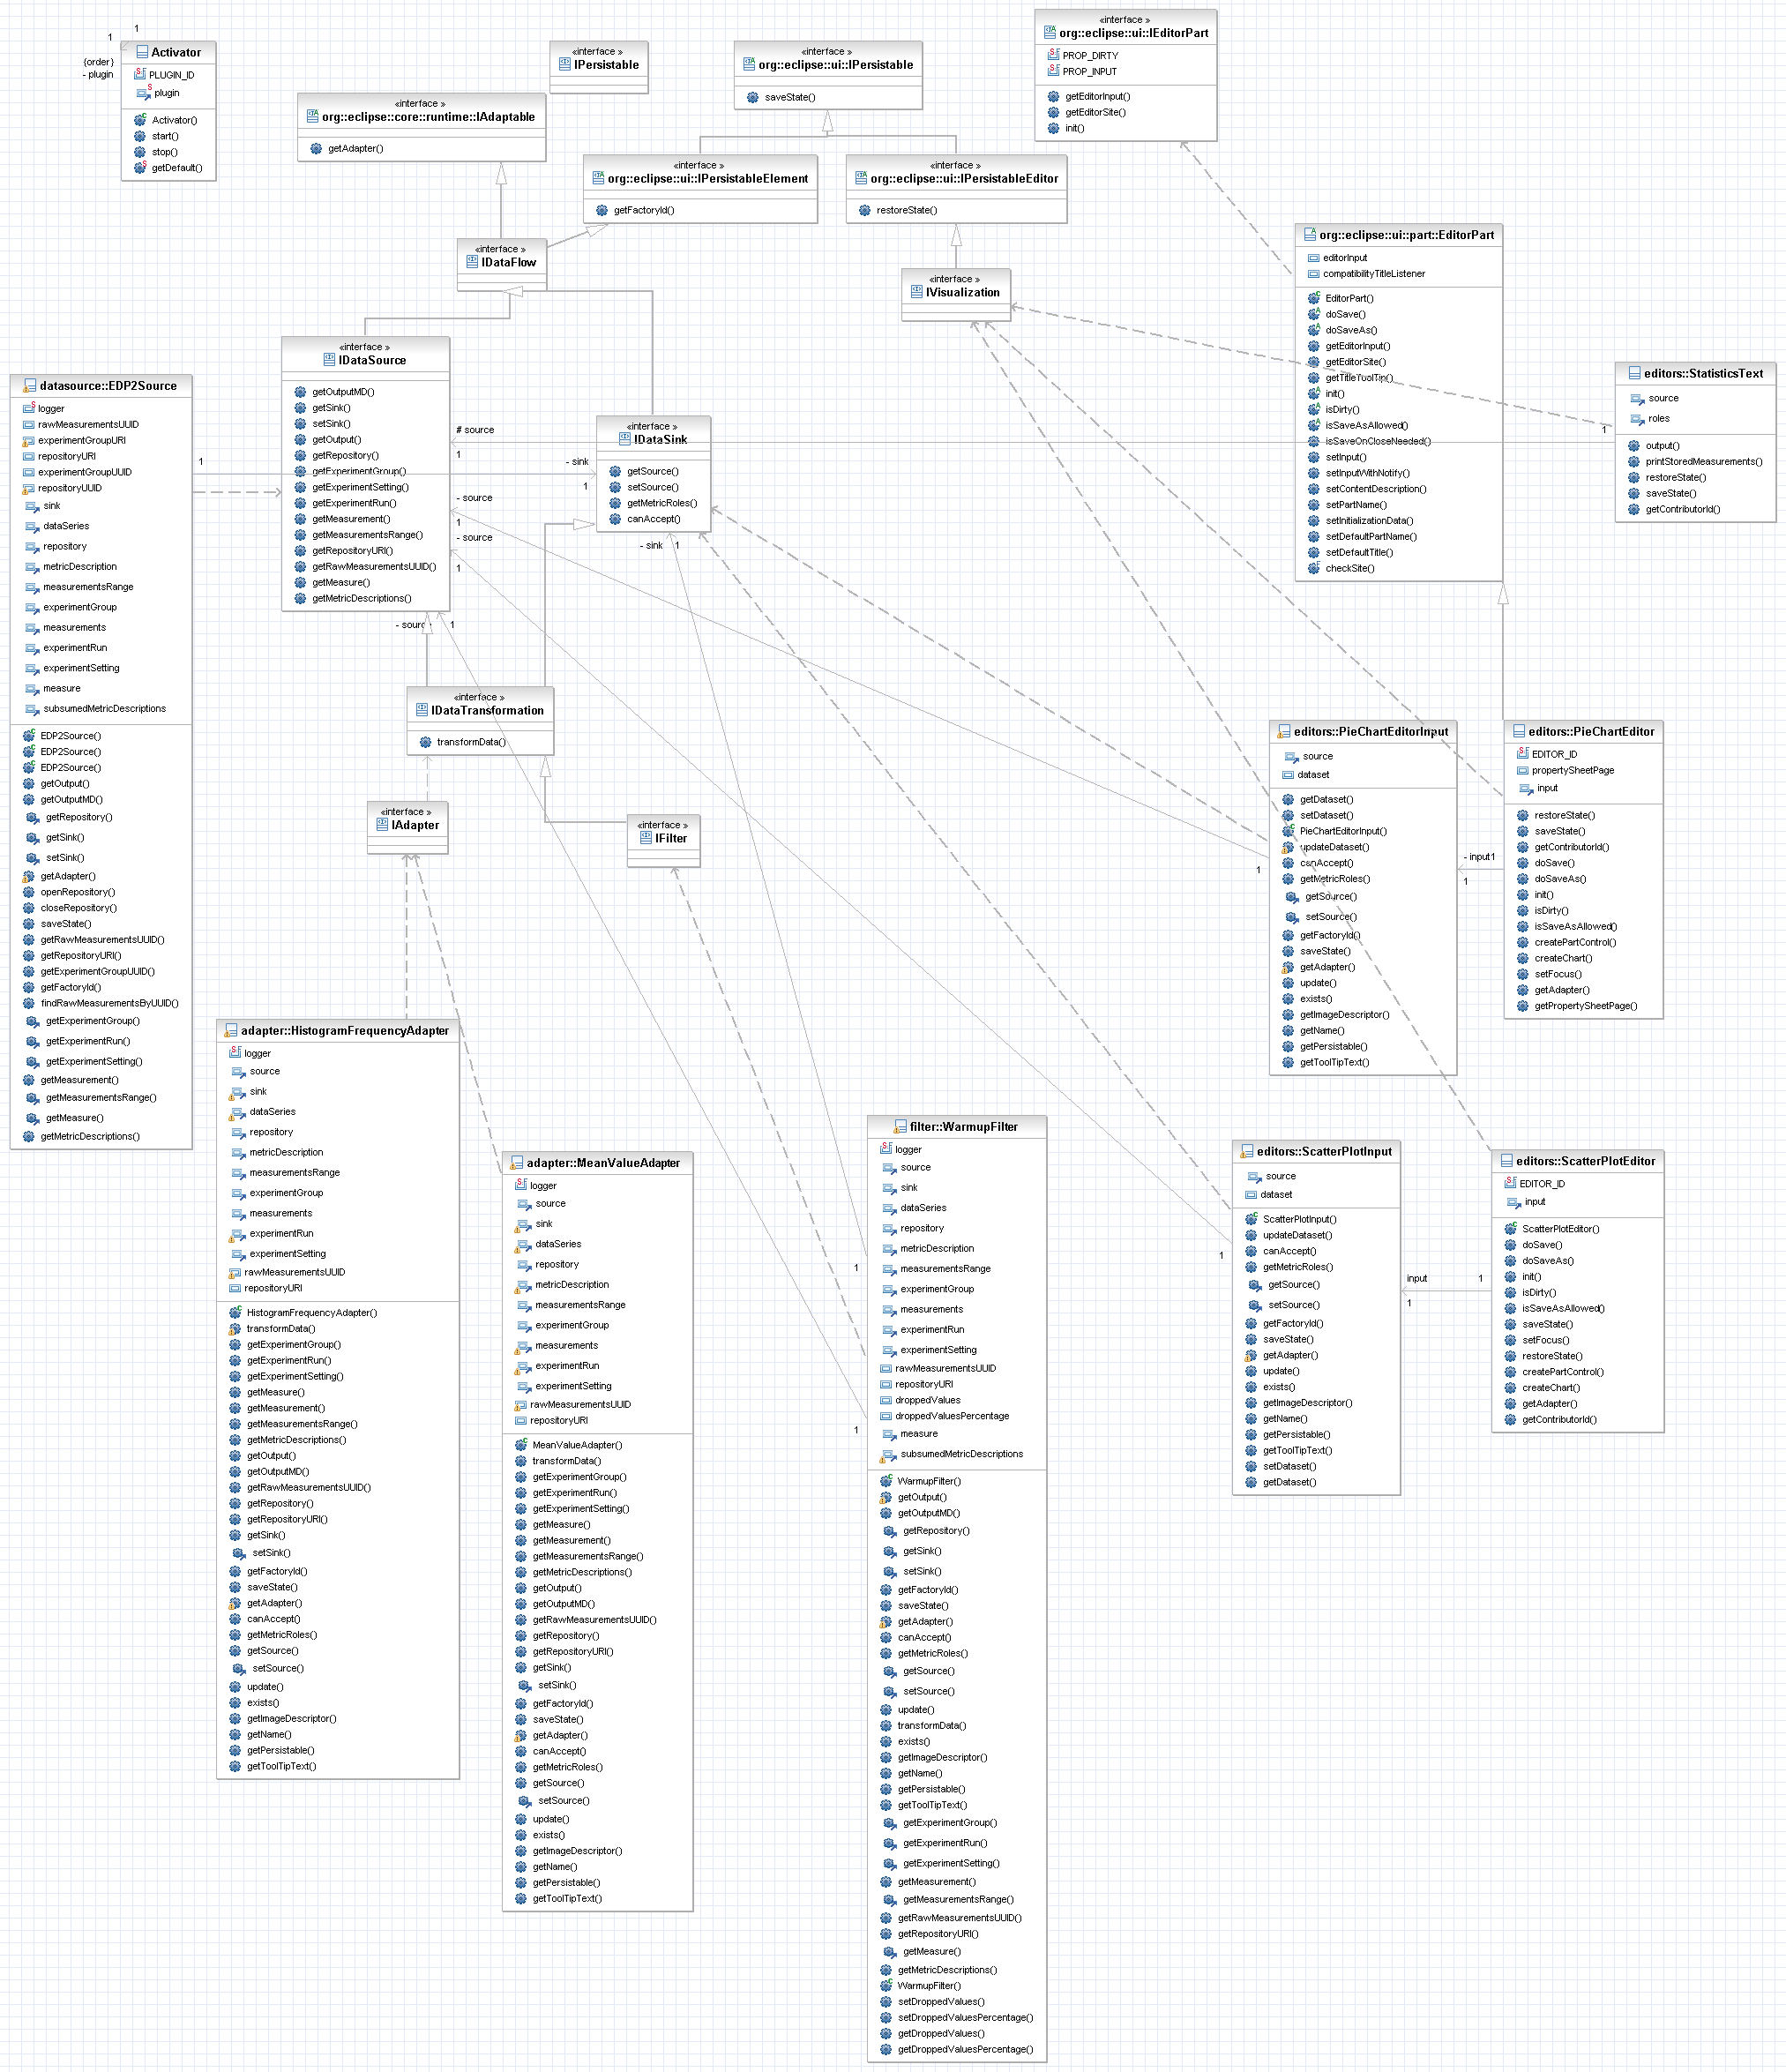 1
1
{order}
- plugin
Activator
PLUGIN_ID
plugin
Activator()
start()
stop()
getDefault()
«interface »
IPersistable
«interface »
org::eclipse::ui::IPersistable
saveState()
«interface »
org::eclipse::ui::IEditorPart
PROP_DIRTY
PROP_INPUT
getEditorInput()
getEditorSite()
init()
«interface »
org::eclipse::core::runtime::IAdaptable
getAdapter()
«interface »
org::eclipse::ui::IPersistableElement
getFactoryId()
«interface »
org::eclipse::ui::IPersistableEditor
restoreState()
«interface »
IDataFlow
«interface »
IVisualization
org::eclipse::ui::part::EditorPart
editorInput
compatibilityTitleListener
EditorPart()
doSave()
doSaveAs()
getEditorInput()
getEditorSite()
getTitleToolTip()
init()
isDirty()
isSaveAsAllowed()
isSaveOnCloseNeeded()
setInput()
setInputWithNotify()
setContentDescription()
setPartName()
setInitializationData()
setDefaultPartName()
setDefaultTitle()
checkSite()
«interface »
IDataSource
getOutputMD()
getSink()
setSink()
getOutput()
getRepository()
getExperimentGroup()
getExperimentSetting()
getExperimentRun()
getMeasurement()
getMeasurementsRange()
getRepositoryURI()
getRawMeasurementsUUID()
getMeasure()
getMetricDescriptions()
«interface »
IDataSink
getSource()
setSource()
getMetricRoles()
canAccept()
editors::StatisticsText
source
roles
output()
printStoredMeasurements()
restoreState()
saveState()
getContributorId()
# source
1
1
1
- sink
1
- source
1
- source
1
- sink
1
- source
1
datasource::EDP2Source
logger
rawMeasurementsUUID
experimentGroupURI
repositoryURI
experimentGroupUUID
repositoryUUID
sink
dataSeries
repository
metricDescription
measurementsRange
experimentGroup
measurements
experimentRun
experimentSetting
measure
subsumedMetricDescriptions
EDP2Source()
EDP2Source()
EDP2Source()
getOutput()
getOutputMD()
getRepository()
getSink()
setSink()
getAdapter()
openRepository()
closeRepository()
saveState()
getRawMeasurementsUUID()
getRepositoryURI()
getExperimentGroupUUID()
getFactoryId()
findRawMeasurementsByUUID()
getExperimentGroup()
getExperimentRun()
getExperimentSetting()
getMeasurement()
getMeasurementsRange()
getMeasure()
getMetricDescriptions()
«interface »
IDataTransformation
transformData()
«interface »
IAdapter
«interface »
IFilter
editors::PieChartEditorInput
source
dataset
getDataset()
setDataset()
PieChartEditorInput()
updateDataset()
canAccept()
getMetricRoles()
getSource()
setSource()
getFactoryId()
saveState()
getAdapter()
update()
exists()
getImageDescriptor()
getName()
getPersistable()
getToolTipText()
1
- input1
1
editors::PieChartEditor
EDITOR_ID
propertySheetPage
input
restoreState()
saveState()
getContributorId()
doSave()
doSaveAs()
init()
isDirty()
isSaveAsAllowed()
createPartControl()
createChart()
setFocus()
getAdapter()
getPropertySheetPage()
adapter::HistogramFrequencyAdapter
logger
source
sink
dataSeries
repository
metricDescription
measurementsRange
experimentGroup
measurements
experimentRun
experimentSetting
rawMeasurementsUUID
repositoryURI
HistogramFrequencyAdapter()
transformData()
getExperimentGroup()
getExperimentRun()
getExperimentSetting()
getMeasure()
getMeasurement()
getMeasurementsRange()
getMetricDescriptions()
getOutput()
getOutputMD()
getRawMeasurementsUUID()
getRepository()
getRepositoryURI()
getSink()
setSink()
getFactoryId()
saveState()
getAdapter()
canAccept()
getMetricRoles()
getSource()
setSource()
update()
exists()
getImageDescriptor()
getName()
getPersistable()
getToolTipText()
adapter::MeanValueAdapter
logger
source
sink
dataSeries
repository
metricDescription
measurementsRange
experimentGroup
measurements
experimentRun
experimentSetting
rawMeasurementsUUID
repositoryURI
MeanValueAdapter()
transformData()
getExperimentGroup()
getExperimentRun()
getExperimentSetting()
getMeasure()
getMeasurement()
getMeasurementsRange()
getMetricDescriptions()
getOutput()
getOutputMD()
getRawMeasurementsUUID()
getRepository()
getRepositoryURI()
getSink()
setSink()
getFactoryId()
saveState()
getAdapter()
canAccept()
getMetricRoles()
getSource()
setSource()
update()
exists()
getImageDescriptor()
getName()
getPersistable()
getToolTipText()
1
1
filter::WarmupFilter
logger
source
sink
dataSeries
repository
metricDescription
measurementsRange
experimentGroup
measurements
experimentRun
experimentSetting
rawMeasurementsUUID
repositoryURI
droppedValues
droppedValuesPercentage
measure
subsumedMetricDescriptions
WarmupFilter()
getOutput()
getOutputMD()
getRepository()
getSink()
setSink()
getFactoryId()
saveState()
getAdapter()
canAccept()
getMetricRoles()
getSource()
setSource()
update()
transformData()
exists()
getImageDescriptor()
getName()
getPersistable()
getToolTipText()
getExperimentGroup()
getExperimentRun()
getExperimentSetting()
getMeasurement()
getMeasurementsRange()
getRawMeasurementsUUID()
getRepositoryURI()
getMeasure()
getMetricDescriptions()
WarmupFilter()
setDroppedValues()
setDroppedValuesPercentage()
getDroppedValues()
getDroppedValuesPercentage()
1
editors::ScatterPlotInput
source
dataset
ScatterPlotInput()
updateDataset()
canAccept()
getMetricRoles()
getSource()
setSource()
getFactoryId()
saveState()
getAdapter()
update()
exists()
getImageDescriptor()
getName()
getPersistable()
getToolTipText()
setDataset()
getDataset()
input
1
1
editors::ScatterPlotEditor
EDITOR_ID
input
ScatterPlotEditor()
doSave()
doSaveAs()
init()
isDirty()
isSaveAsAllowed()
saveState()
setFocus()
restoreState()
createPartControl()
createChart()
getAdapter()
getContributorId()